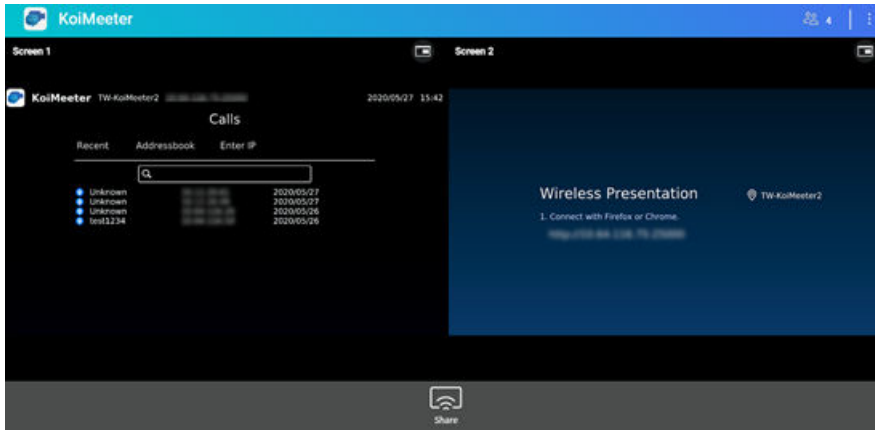 KoiMeeter
4
Screen 1
Screen 2
KoiMeeter TW-KoiMeeter2 2020/05/27 15:42
Calls
Recent Addressbook Enter IP
Unknown 2020/05/27
Unknown 2020/05/27
Unknown 2020/05/26
test1234 2020/05/26
Wireless Presentation
TW-KoiMeeter2
1. Connect with Firefox or Chrome.
Share